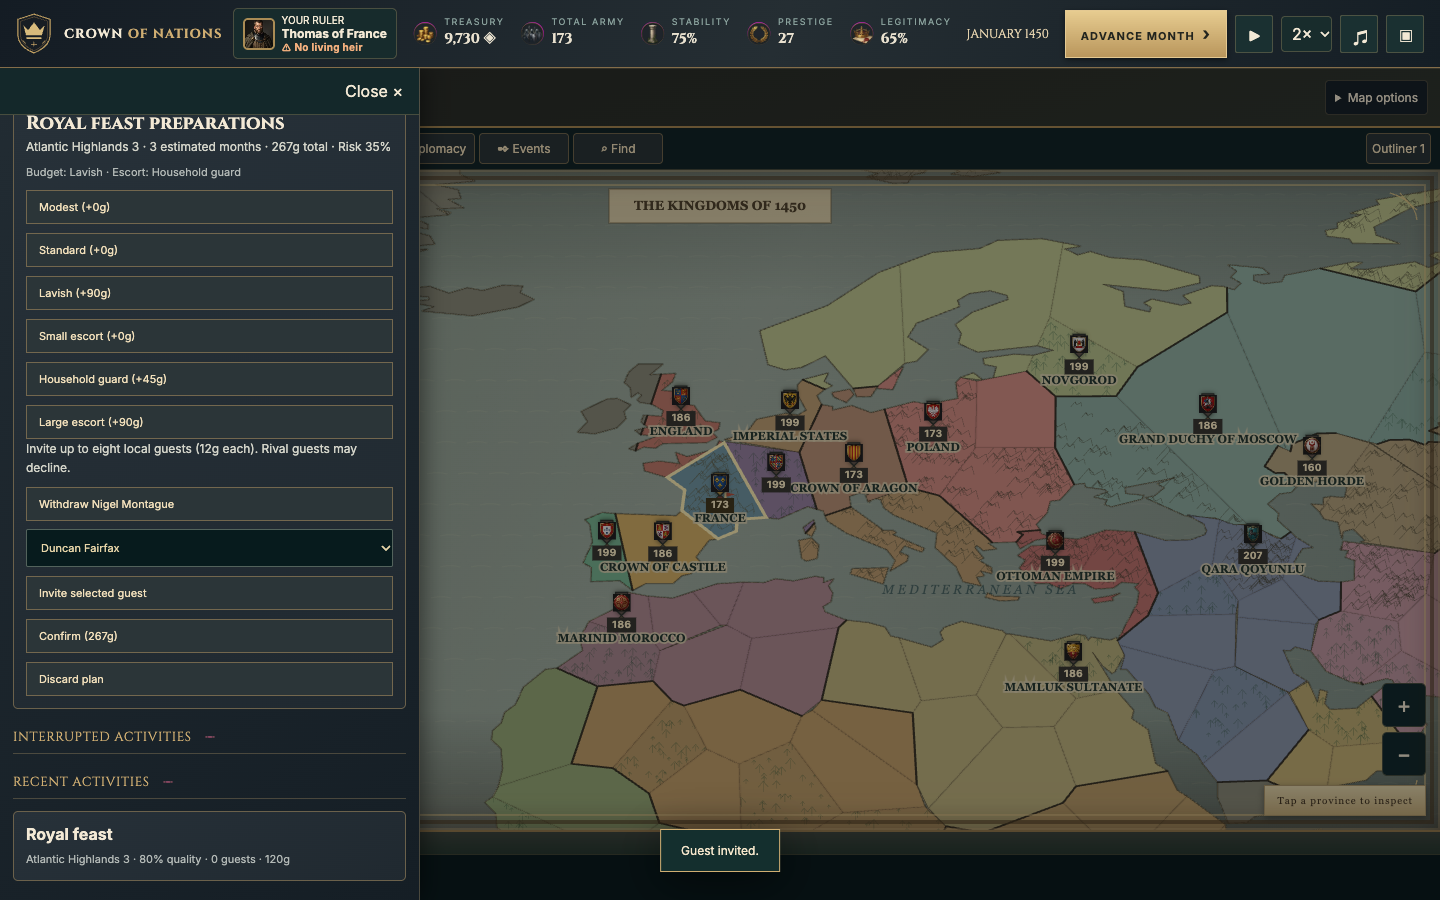 CROWN OF NATIONS
YOUR RULER
Thomas of France
⚠ No living heir
TREASURY
9,730 ◈
TOTAL ARMY
173
STABILITY
75%
PRESTIGE
27
LEGITIMACY
65%
JANUARY 1450
ADVANCE MONTH ›
▶
2×
♫
▣
Close ×
▶ Map options
plomacy
Events
⌕ Find
Outliner 1
ROYAL FEAST PREPARATIONS
Atlantic Highlands 3 · 3 estimated months · 267g total · Risk 35%
Budget: Lavish · Escort: Household guard
Modest (+0g)
Standard (+0g)
Lavish (+90g)
Small escort (+0g)
Household guard (+45g)
Large escort (+90g)
Invite up to eight local guests (12g each). Rival guests may
decline.
Withdraw Nigel Montague
Duncan Fairfax
Invite selected guest
Confirm (267g)
Discard plan
INTERRUPTED ACTIVITIES
RECENT ACTIVITIES
Royal feast
Atlantic Highlands 3 · 80% quality · 0 guests · 120g
THE KINGDOMS OF 1450
199
NOVGOROD
186
ENGLAND
199
IMPERIAL STATES
173
POLAND
186
GRAND DUCHY OF MOSCOW
160
GOLDEN HORDE
199
173
CROWN OF ARAGON
173
FRANCE
199
186
CROWN OF CASTILE
199
OTTOMAN EMPIRE
207
QARA QOYUNLU
MEDITERRANEAN SEA
186
MARINID MOROCCO
186
MAMLUK SULTANATE
+
−
Tap a province to inspect
Guest invited.